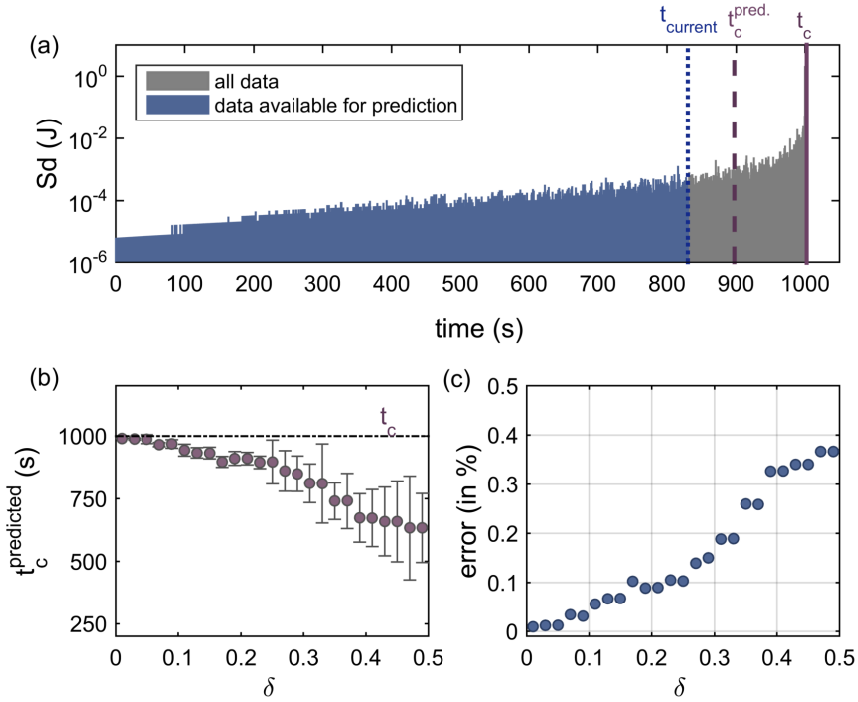 t_current t_c^pred. t_c
(a)
all data
data available for prediction
Sd (J)
10^0
10^-2
10^-4
10^-6
0 100 200 300 400 500 600 700 800 900 1000
time (s)
(b)
t_c
t_c^predicted (s)
1000
750
500
250
0 0.1 0.2 0.3 0.4 0.5
δ
(c)
error (in %)
0.5
0.4
0.3
0.2
0.1
0
0 0.1 0.2 0.3 0.4 0.5
δ